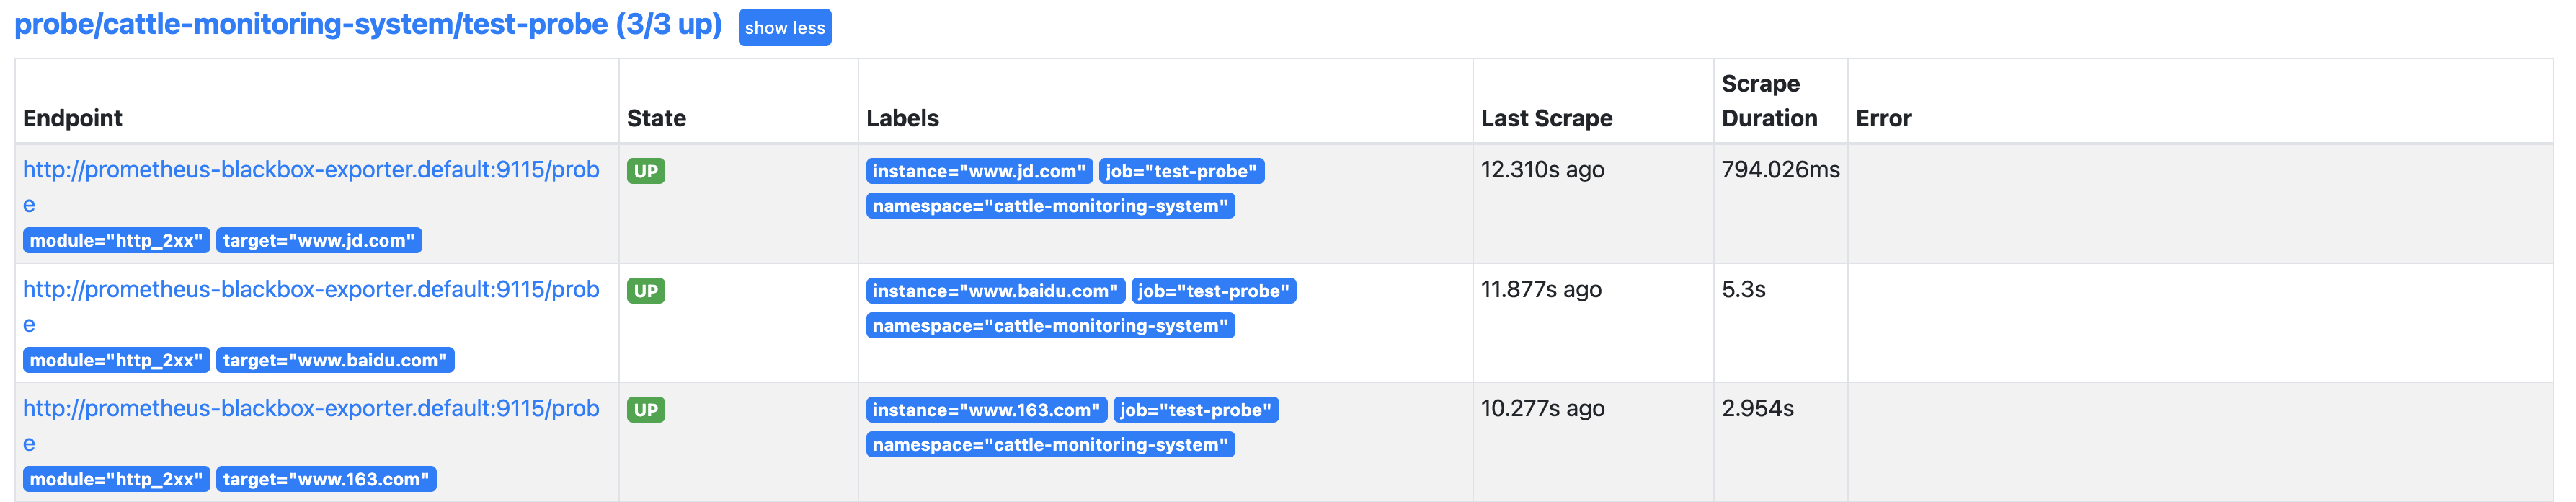 probe/cattle-monitoring-system/test-probe (3/3 up) show less
Endpoint State Labels Last Scrape Scrape Duration Error
http://prometheus-blackbox-exporter.default:9115/prob
e
module="http_2xx" target="www.jd.com"
UP
instance="www.jd.com" job="test-probe"
namespace="cattle-monitoring-system"
12.310s ago
794.026ms
http://prometheus-blackbox-exporter.default:9115/prob
e
module="http_2xx" target="www.baidu.com"
UP
instance="www.baidu.com" job="test-probe"
namespace="cattle-monitoring-system"
11.877s ago
5.3s
http://prometheus-blackbox-exporter.default:9115/prob
e
module="http_2xx" target="www.163.com"
UP
instance="www.163.com" job="test-probe"
namespace="cattle-monitoring-system"
10.277s ago
2.954s